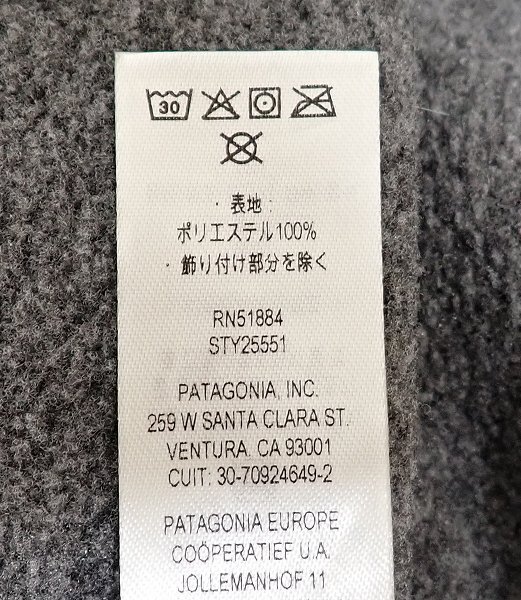 30
・表地：
ポリエステル100%
・飾り付け部分を除く
RN51884
STY25551
PATAGONIA, INC.
259 W SANTA CLARA ST.
VENTURA. CA 93001
CUIT: 30-70924649-2
PATAGONIA EUROPE
COÖPERATIEF U.A.
JOLLEMANHOF 11